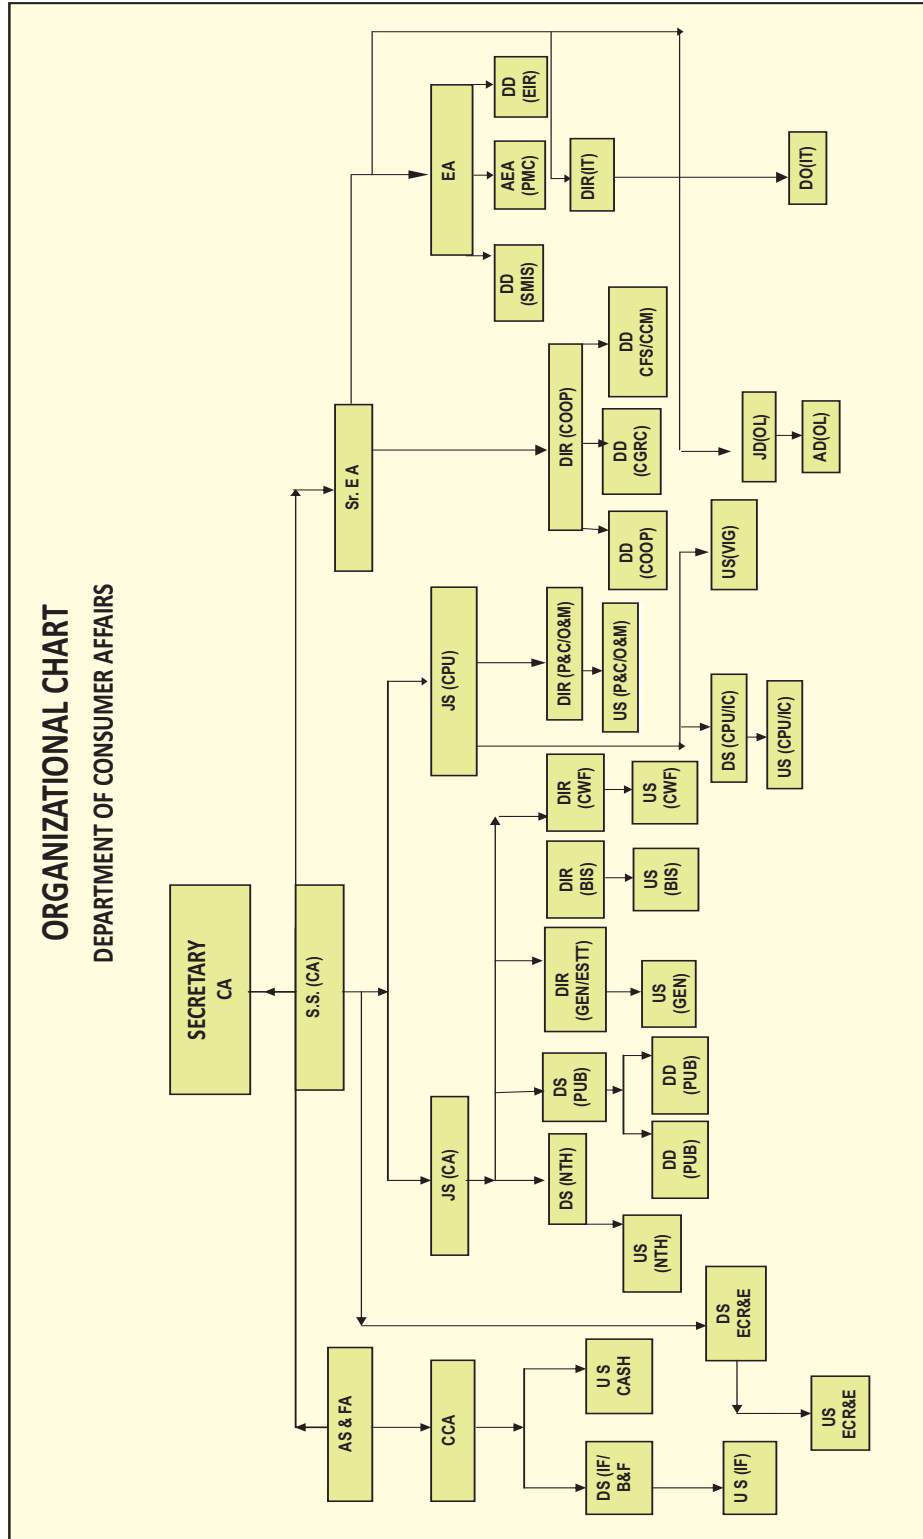 ORGANIZATIONAL CHART
DEPARTMENT OF CONSUMER AFFAIRS
SECRETARY
CA
S.S. (CA)
AS & FA
Sr. E A
CCA
JS (CA)
JS (CPU)
EA
DD
(SMIS)
AEA
(PMC)
DD
(EIR)
DS (IF/
B&F
U S
CASH
DS (NTH)
DS
(PUB)
DIR
(GEN/ESTT)
DIR
(BIS)
DIR
(CWF)
DIR (P&C/O&M)
DIR (COOP)
DIR(IT)
US
(NTH)
DD
(PUB)
DD
(PUB)
US
(GEN)
US
(BIS)
US
(CWF)
US (P&C/O&M)
DD
(COOP)
DD
(CGRC)
DD
CFS/CCM
U S (IF)
DS
ECR&E
DS (CPU/IC)
US(VIG)
JD(OL)
DO(IT)
US
ECR&E
US (CPU/IC)
AD(OL)